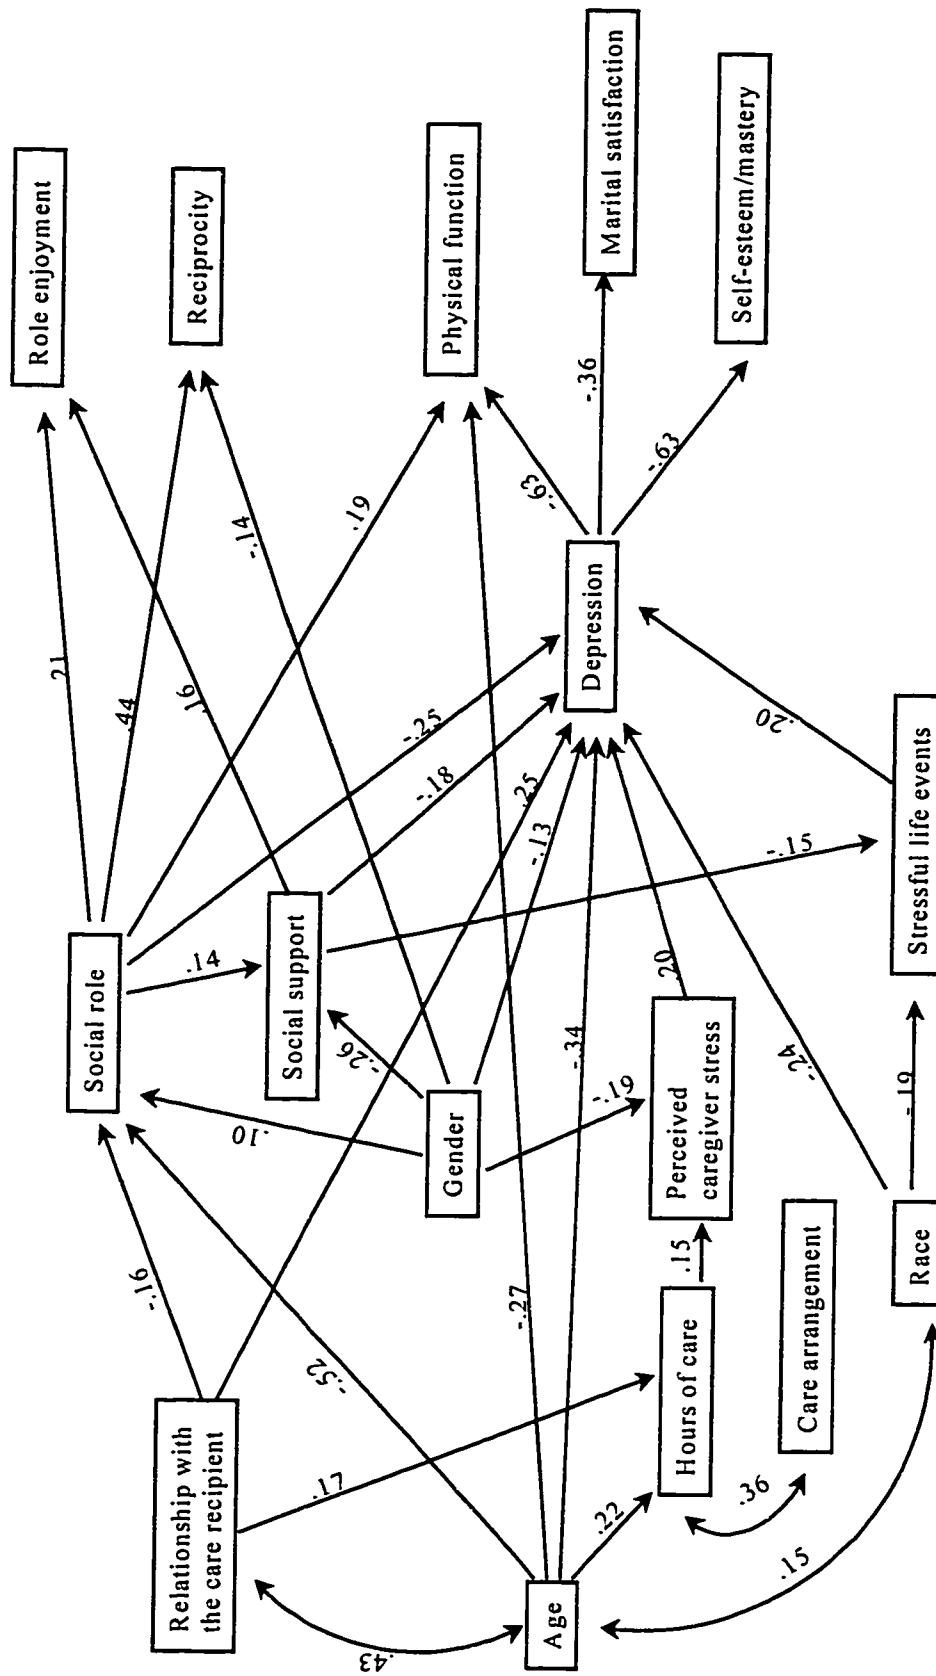 Role enjoyment
Reciprocity
Physical function
Marital satisfaction
Self-esteem/mastery
Depression
Social role
Social support
Gender
Perceived
caregiver stress
Stressful life events
Relationship with
the care recipient
Age
Hours of care
Care arrangement
Race
.21
.44
.16
-.14
.19
-.63
-.36
-.63
-.25
-.18
.25
-.13
-.34
.20
-.24
.20
-.15
.14
-.26
.10
-.19
-.16
-.52
-.27
.17
.22
.15
.36
.15
-.19
.43